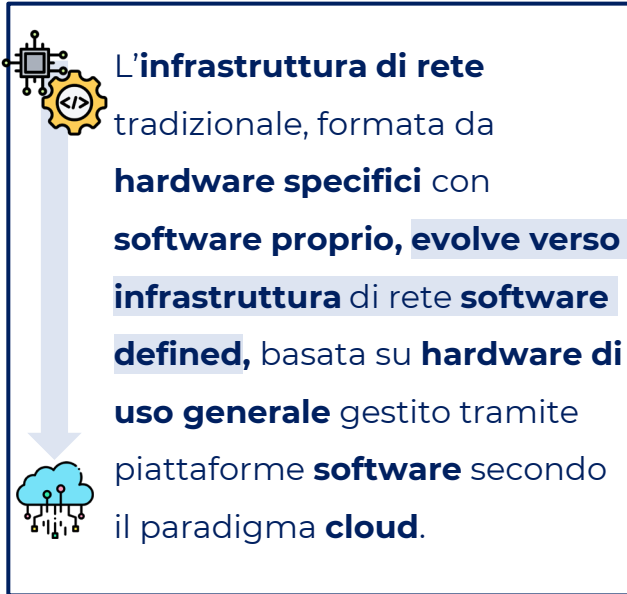 L’infrastruttura di rete
tradizionale, formata da
hardware specifici con
software proprio, evolve verso
infrastruttura di rete software
defined, basata su hardware di
uso generale gestito tramite
piattaforme software secondo
il paradigma cloud.